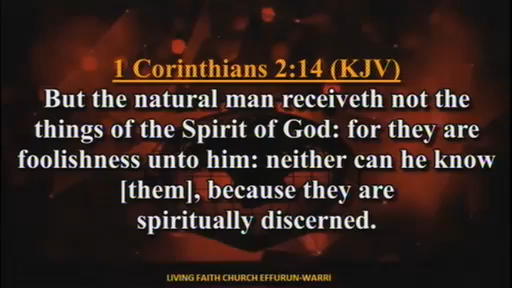 1 Corinthians 2:14 (KJV)
But the natural man receiveth not the
things of the Spirit of God: for they are
foolishness unto him: neither can he know
[them], because they are
spiritually discerned.
LIVING FAITH CHURCH EFFURUN-WARRI